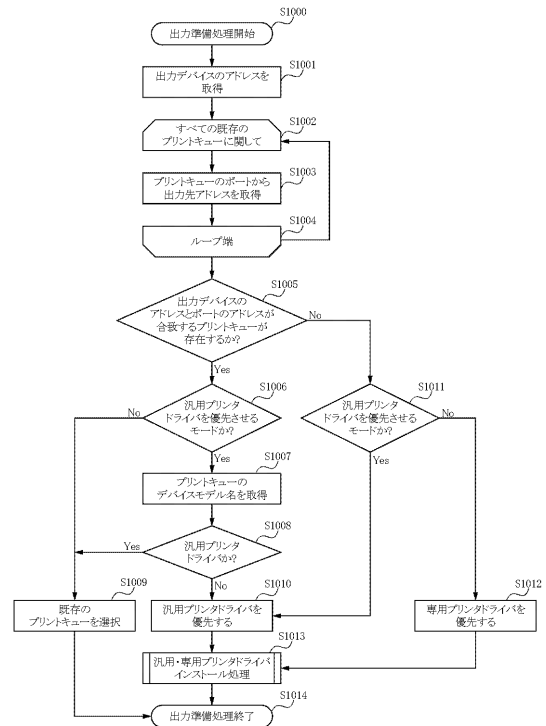 S1000
出力準備処理開始
S1001
出力デバイスのアドレスを
取得
S1002
すべての既存の
プリントキューに関して
S1003
プリントキューのポートから
出力先アドレスを取得
S1004
ループ端
S1005
出力デバイスの
アドレスとポートのアドレスが
合致するプリントキューが
存在するか?
No
Yes
S1006
汎用プリンタ
ドライバを優先させる
モードか?
No
Yes
S1011
汎用プリンタ
ドライバを優先させる
モードか?
No
Yes
S1007
プリントキューの
デバイスモデル名を取得
S1008
汎用プリンタ
ドライバか?
Yes
No
S1009
既存の
プリントキューを選択
S1010
汎用プリンタドライバを
優先する
S1012
専用プリンタドライバを
優先する
S1013
汎用・専用プリンタドライバ
インストール処理
S1014
出力準備処理終了